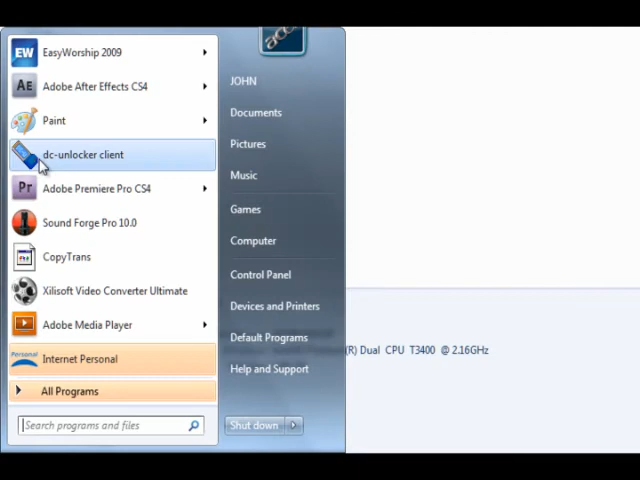 acer
EW
EasyWorship 2009
AE
Adobe After Effects CS4
Paint
dc-unlocker client
Pr
Adobe Premiere Pro CS4
Sound Forge Pro 10.0
CopyTrans
Xilisoft Video Converter Ultimate
Adobe Media Player
Personal
Internet Personal
All Programs
Search programs and files
JOHN
Documents
Pictures
Music
Games
Computer
Control Panel
Devices and Printers
Default Programs
Help and Support
Shut down
(R) Dual CPU T3400 @ 2.16GHz